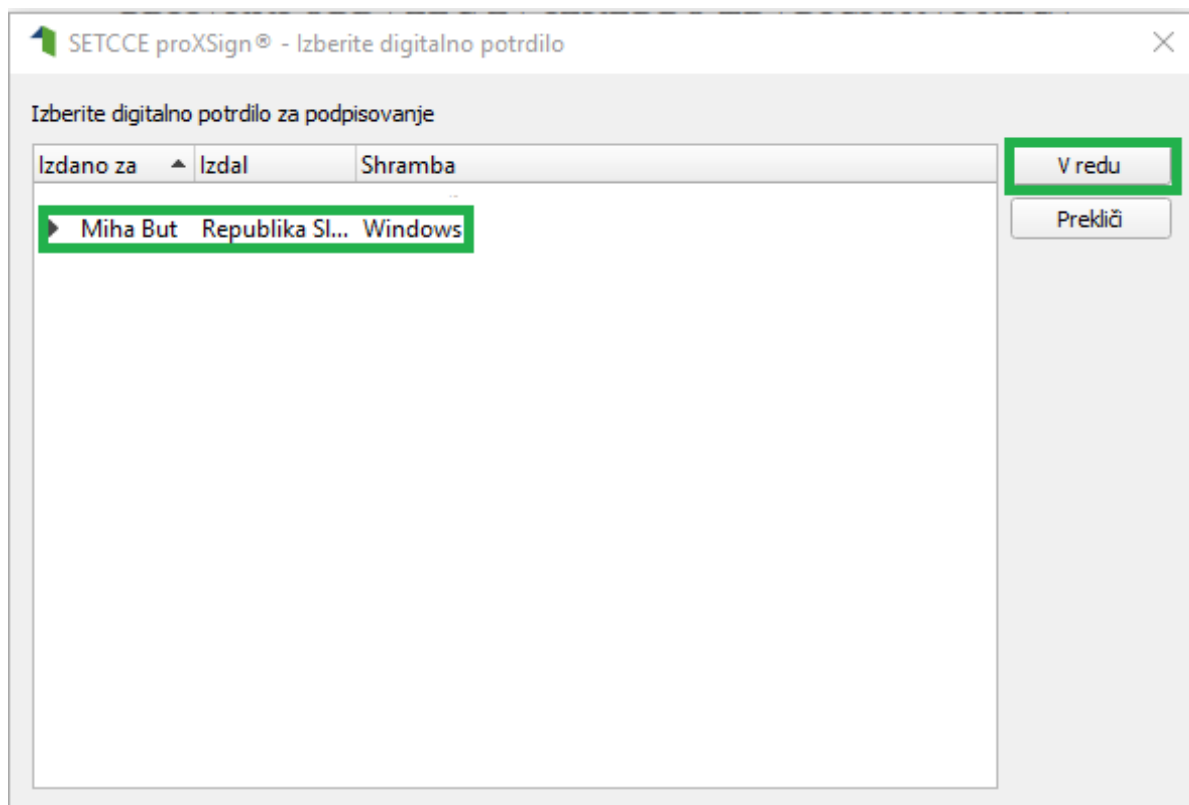 SETCCE proXSign® - Izberite digitalno potrdilo
Izberite digitalno potrdilo za podpisovanje
Izdano za Izdal Shramba
Miha But Republika Sl... Windows
V redu
Prekliči